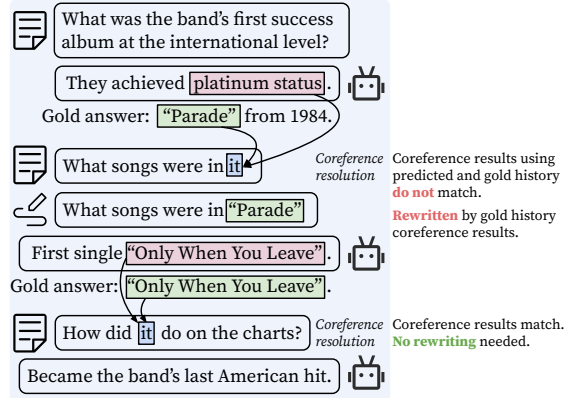 What was the band's first success
album at the international level?
They achieved platinum status.
Gold answer: "Parade" from 1984.
What songs were in it
Coreference
resolution
Coreference results using
predicted and gold history
do not match.
Rewritten by gold history
coreference results.
What songs were in "Parade"
First single "Only When You Leave".
Gold answer: "Only When You Leave".
How did it do on the charts?
Coreference
resolution
Coreference results match.
No rewriting needed.
Became the band's last American hit.